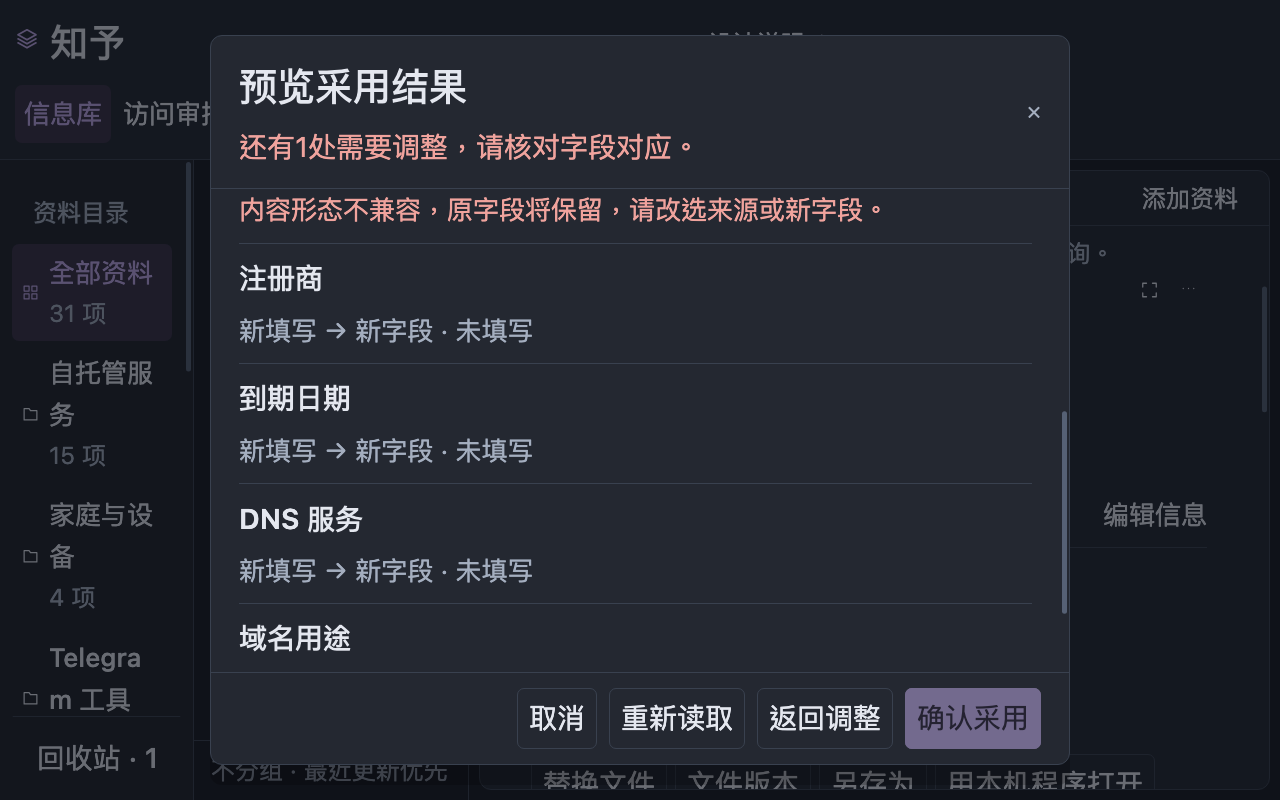 知予
信息库
访问审批
预览采用结果
×
还有1处需要调整，请核对字段对应。
内容形态不兼容，原字段将保留，请改选来源或新字段。
注册商
新填写 → 新字段 · 未填写
到期日期
新填写 → 新字段 · 未填写
DNS 服务
新填写 → 新字段 · 未填写
域名用途
取消
重新读取
返回调整
确认采用
资料目录
全部资料
31 项
自托管服
务
15 项
家庭与设
备
4 项
Telegra
m 工具
回收站 · 1
添加资料
询。
···
编辑信息
不分组 · 最近更新优先
替换文件
文件版本
另存为
用本机程序打开